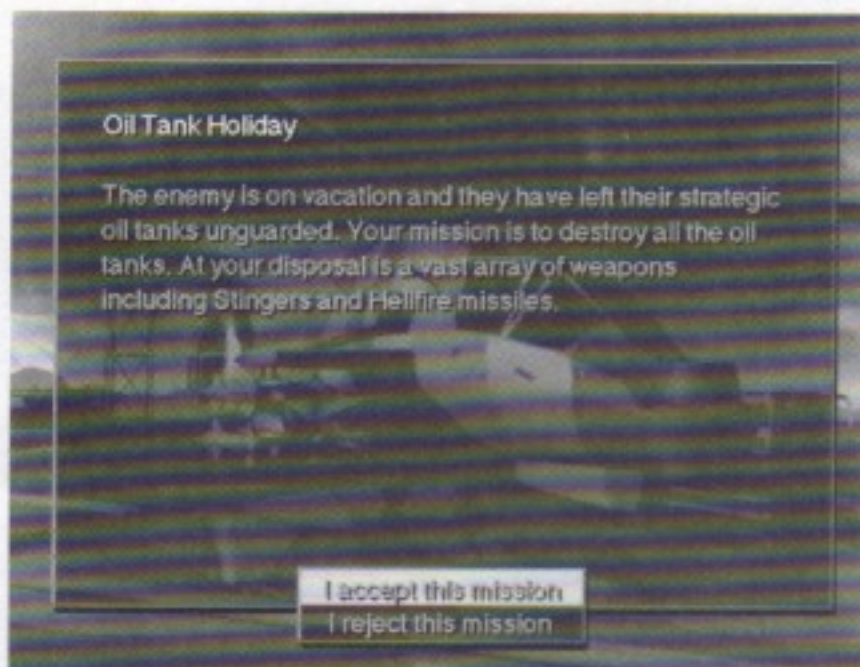 Oil Tank Holiday
The enemy is on vacation and they have left their strategic
oil tanks unguarded. Your mission is to destroy all the oil
tanks. At your disposal is a vast array of weapons
including Stingers and Hellfire missiles.
I accept this mission
I reject this mission